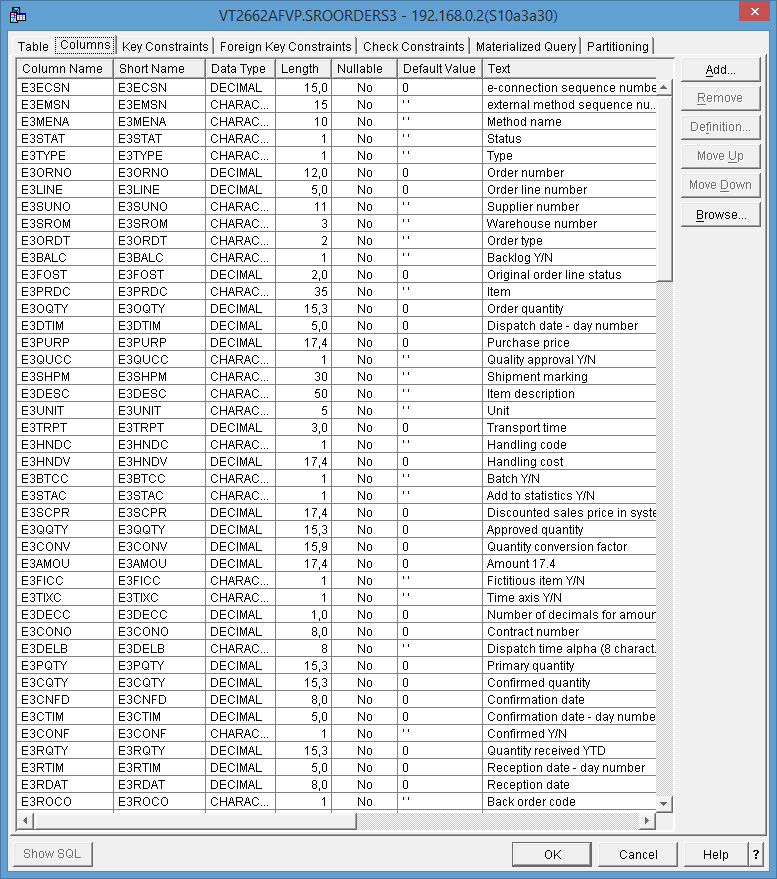 VT2662AFVP.SROORDERS3 - 192.168.0.2(S10a3a30)
Table Columns Key Constraints Foreign Key Constraints Check Constraints Materialized Query Partitioning
Column Name Short Name Data Type Length Nullable Default Value Text
E3ECSN E3ECSN DECIMAL 15,0 No 0 e-connection sequence numbe
E3EMSN E3EMSN CHARAC... 15 No '' external method sequence nu...
E3MENA E3MENA CHARAC... 10 No '' Method name
E3STAT E3STAT CHARAC... 1 No '' Status
E3TYPE E3TYPE CHARAC... 1 No '' Type
E3ORNO E3ORNO DECIMAL 12,0 No 0 Order number
E3LINE E3LINE DECIMAL 5,0 No 0 Order line number
E3SUNO E3SUNO CHARAC... 11 No '' Supplier number
E3SROM E3SROM CHARAC... 3 No '' Warehouse number
E3ORDT E3ORDT CHARAC... 2 No '' Order type
E3BALC E3BALC CHARAC... 1 No '' Backlog Y/N
E3FOST E3FOST DECIMAL 2,0 No 0 Original order line status
E3PRDC E3PRDC CHARAC... 35 No '' Item
E3OQTY E3OQTY DECIMAL 15,3 No 0 Order quantity
E3DTIM E3DTIM DECIMAL 5,0 No 0 Dispatch date - day number
E3PURP E3PURP DECIMAL 17,4 No 0 Purchase price
E3QUCC E3QUCC CHARAC... 1 No '' Quality approval Y/N
E3SHPM E3SHPM CHARAC... 30 No '' Shipment marking
E3DESC E3DESC CHARAC... 50 No '' Item description
E3UNIT E3UNIT CHARAC... 5 No '' Unit
E3TRPT E3TRPT DECIMAL 3,0 No 0 Transport time
E3HNDC E3HNDC CHARAC... 1 No '' Handling code
E3HNDV E3HNDV DECIMAL 17,4 No 0 Handling cost
E3BTCC E3BTCC CHARAC... 1 No '' Batch Y/N
E3STAC E3STAC CHARAC... 1 No '' Add to statistics Y/N
E3SCPR E3SCPR DECIMAL 17,4 No 0 Discounted sales price in syste
E3QQTY E3QQTY DECIMAL 15,3 No 0 Approved quantity
E3CONV E3CONV DECIMAL 15,9 No 0 Quantity conversion factor
E3AMOU E3AMOU DECIMAL 17,4 No 0 Amount 17.4
E3FICC E3FICC CHARAC... 1 No '' Fictitious item Y/N
E3TIXC E3TIXC CHARAC... 1 No '' Time axis Y/N
E3DECC E3DECC DECIMAL 1,0 No 0 Number of decimals for amoun
E3CONO E3CONO DECIMAL 8,0 No 0 Contract number
E3DELB E3DELB CHARAC... 8 No '' Dispatch time alpha (8 charact...
E3PQTY E3PQTY DECIMAL 15,3 No 0 Primary quantity
E3CQTY E3CQTY DECIMAL 15,3 No 0 Confirmed quantity
E3CNFD E3CNFD DECIMAL 8,0 No 0 Confirmation date
E3CTIM E3CTIM DECIMAL 5,0 No 0 Confirmation date - day numbe
E3CONF E3CONF CHARAC... 1 No '' Confirmed Y/N
E3RQTY E3RQTY DECIMAL 15,3 No 0 Quantity received YTD
E3RTIM E3RTIM DECIMAL 5,0 No 0 Reception date - day number
E3RDAT E3RDAT DECIMAL 8,0 No 0 Reception date
E3ROCO E3ROCO CHARAC... 1 No '' Back order code
Add...
Remove
Definition...
Move Up
Move Down
Browse...
Show SQL OK Cancel Help ?